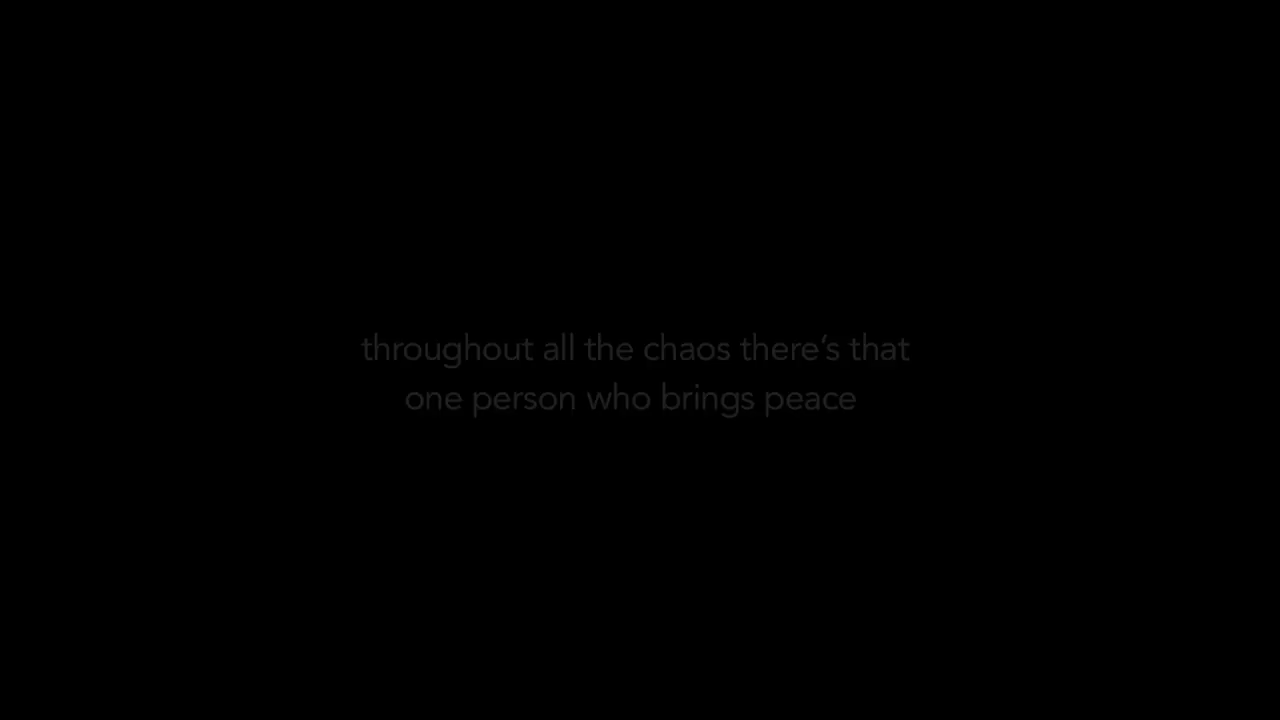 throughout all the chaos there’s that
one person who brings peace